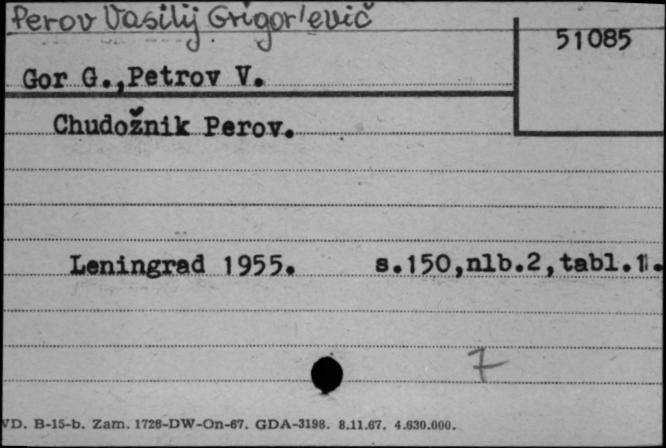 Perov Vasilij Grigor'evič
51085
Gor G.,Petrov V.
Chudožnik Perov.
Leningrad 1955. s.150,nlb.2,tabl.1.
7
VD. B-15-b. Zam. 1726-DW-On-67. GDA-3198. 8.11.67. 4.630.000.